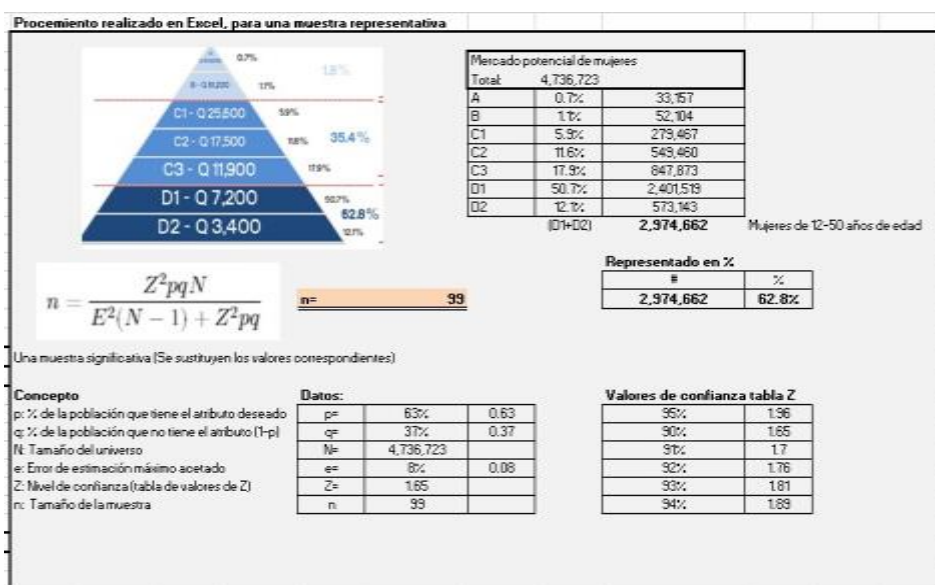 Procemiento realizado en Excel, para una muestra representativa
0.7%
1.8%
B - Q 19,200 1.1%
C1 - Q 25,600 5.9%
C2 - Q 17,500 11.6% 35.4%
C3 - Q 11,900 17.9%
D1 - Q 7,200 50.7%
62.8%
D2 - Q 3,400 12.1%
Mercado potencial de mujeres
Total: 4,736,723
A 0.7% 33,157
B 1.1% 52,104
C1 5.9% 279,467
C2 11.6% 549,460
C3 17.9% 847,873
D1 50.7% 2,401,519
D2 12.1% 573,143
(D1+D2) 2,974,662 Mujeres de 12-50 años de edad
Representado en %
# %
2,974,662 62.8%
n = Z²pqN / E²(N − 1) + Z²pq
n= 99
Una muestra significativa (Se sustituyen los valores correspondientes)
Concepto Datos: Valores de confianza tabla Z
p: % de la población que tiene el atributo deseado p= 63% 0.63 95% 1.96
q: % de la población que no tiene el atributo (1-p) q= 37% 0.37 90% 1.65
N: Tamaño del universo N= 4,736,723 91% 1.7
e: Error de estimación máximo acetado e= 8% 0.08 92% 1.76
Z: Nivel de confianza (tabla de valores de Z) Z= 1.65 93% 1.81
n: Tamaño de la muestra n 99 94% 1.89